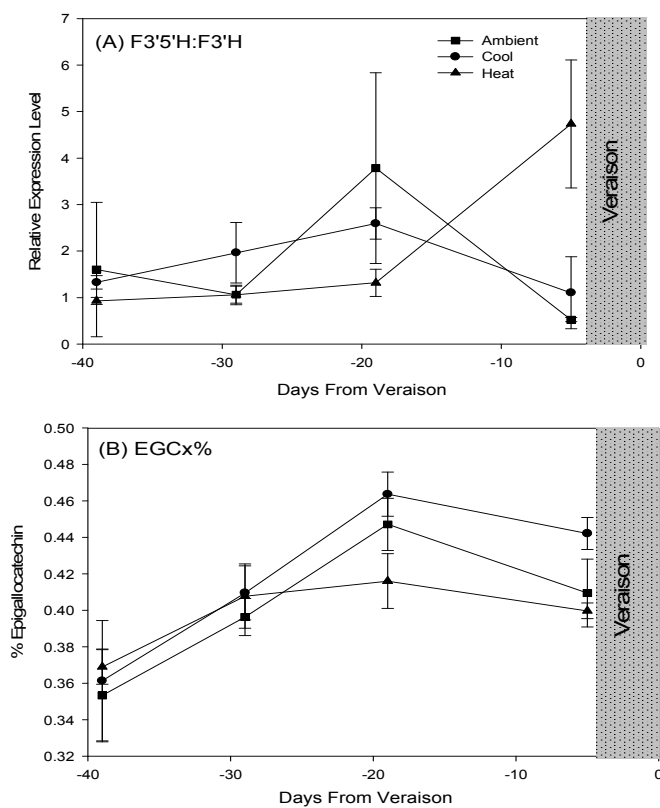 (A) F3'5'H:F3'H
Ambient
Cool
Heat
Relative Expression Level
7
6
5
4
3
2
1
0
Veraison
-40
-30
-20
-10
0
Days From Veraison
(B) EGCx%
% Epigallocatechin
0.50
0.48
0.46
0.44
0.42
0.40
0.38
0.36
0.34
0.32
Veraison
-40
-30
-20
-10
0
Days From Veraison